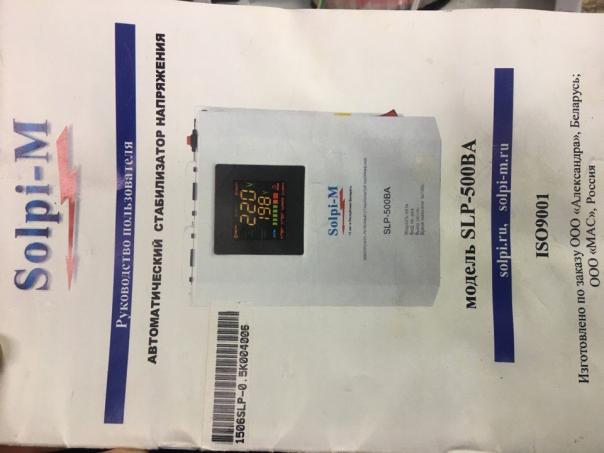 Solpi-M
Руководство пользователя
АВТОМАТИЧЕСКИЙ СТАБИЛИЗАТОР НАПРЯЖЕНИЯ
220 V
198 V
Solpi-M
SLP-500BA
1506SLP-0.5K004006
модель SLP-500BA
solpi.ru, solpi-m.ru
ISO9001
Изготовлено по заказу ООО «Александра», Беларусь;
ООО «МАС», Россия